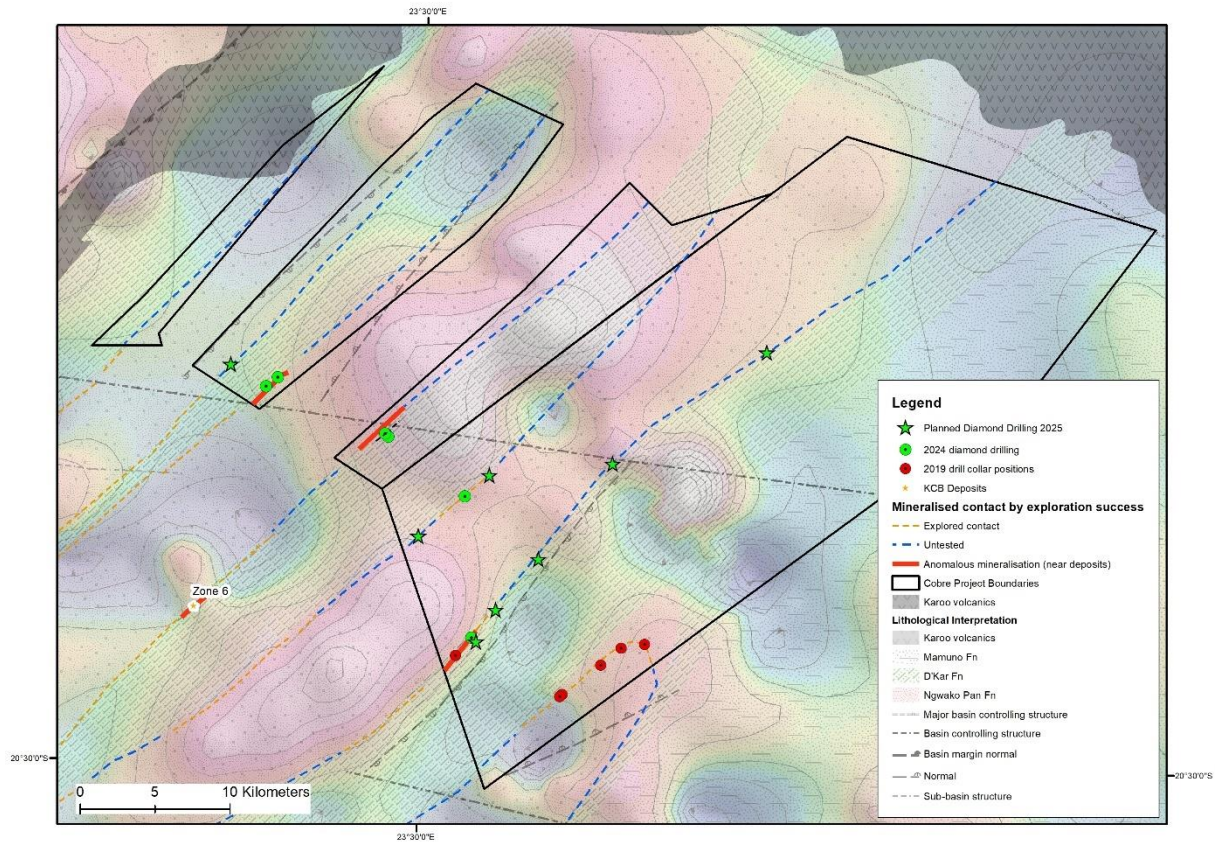 23°30'0"E
Zone 6
20°30'0"S
0 5 10 Kilometers
23°30'0"E
20°30'0"S
Legend
Planned Diamond Drilling 2025
2024 diamond drilling
2019 drill collar positions
KCB Deposits
Mineralised contact by exploration success
Explored contact
Untested
Anomalous mineralisation (near deposits)
Cobre Project Boundaries
Karoo volcanics
Lithological Interpretation
Karoo volcanics
Mamuno Fn
D'Kar Fn
Ngwako Pan Fn
Major basin controlling structure
Basin controlling structure
Basin margin normal
Normal
Sub-basin structure